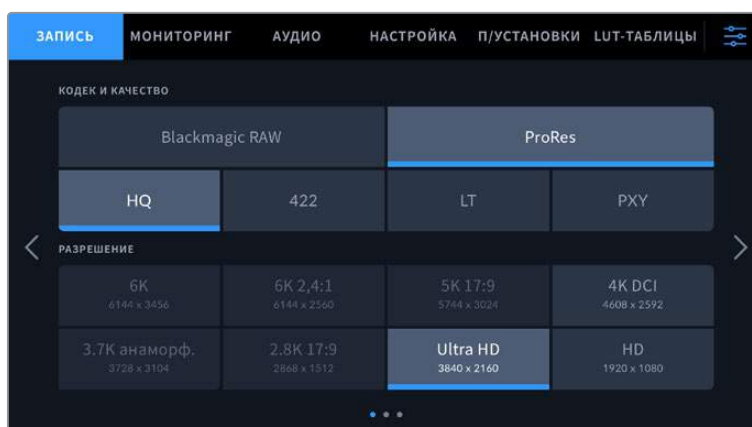 ЗАПИСЬ МОНИТОРИНГ АУДИО НАСТРОЙКА П/УСТАНОВКИ LUT-ТАБЛИЦЫ
КОДЕК И КАЧЕСТВО
Blackmagic RAW ProRes
HQ 422 LT PXY
РАЗРЕШЕНИЕ
6K 6K 2,4:1 5K 17:9 4K DCI
6144 x 3456 6144 x 2560 5744 x 3024 4608 x 2592
3.7K анаморф. 2.8K 17:9 Ultra HD HD
3728 x 3104 2868 x 1512 3840 x 2160 1920 x 1080